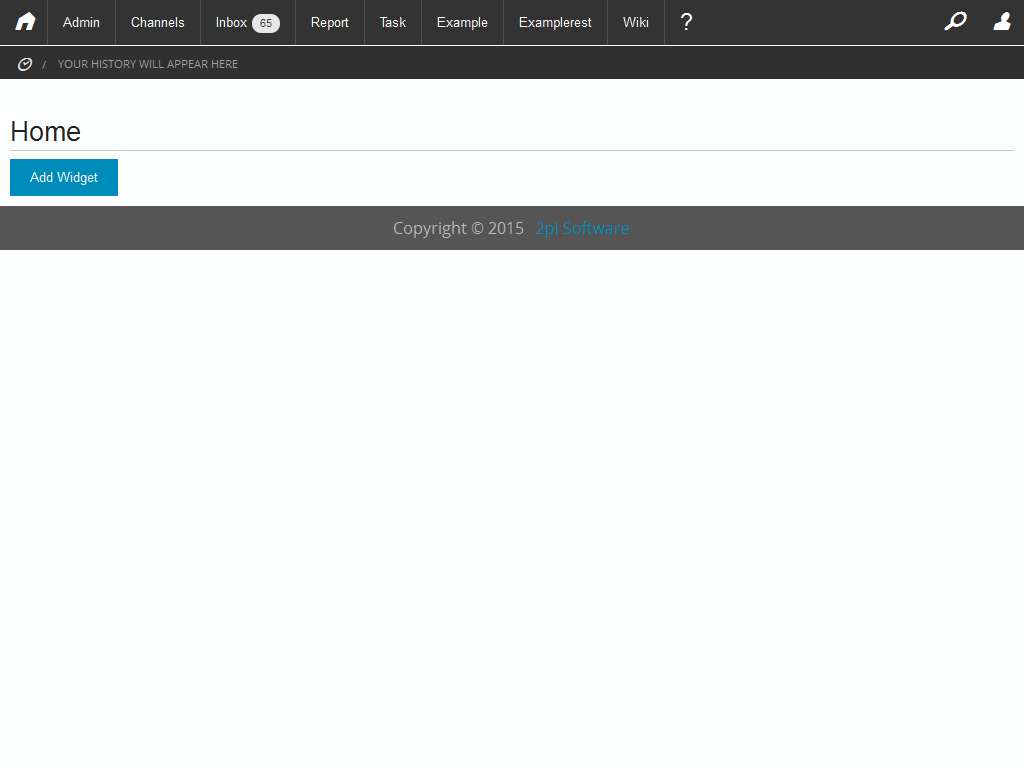 Admin Channels Inbox 65 Report Task Example Examplerest Wiki ?
/ YOUR HISTORY WILL APPEAR HERE
Home
Add Widget
Copyright © 2015 2pi Software